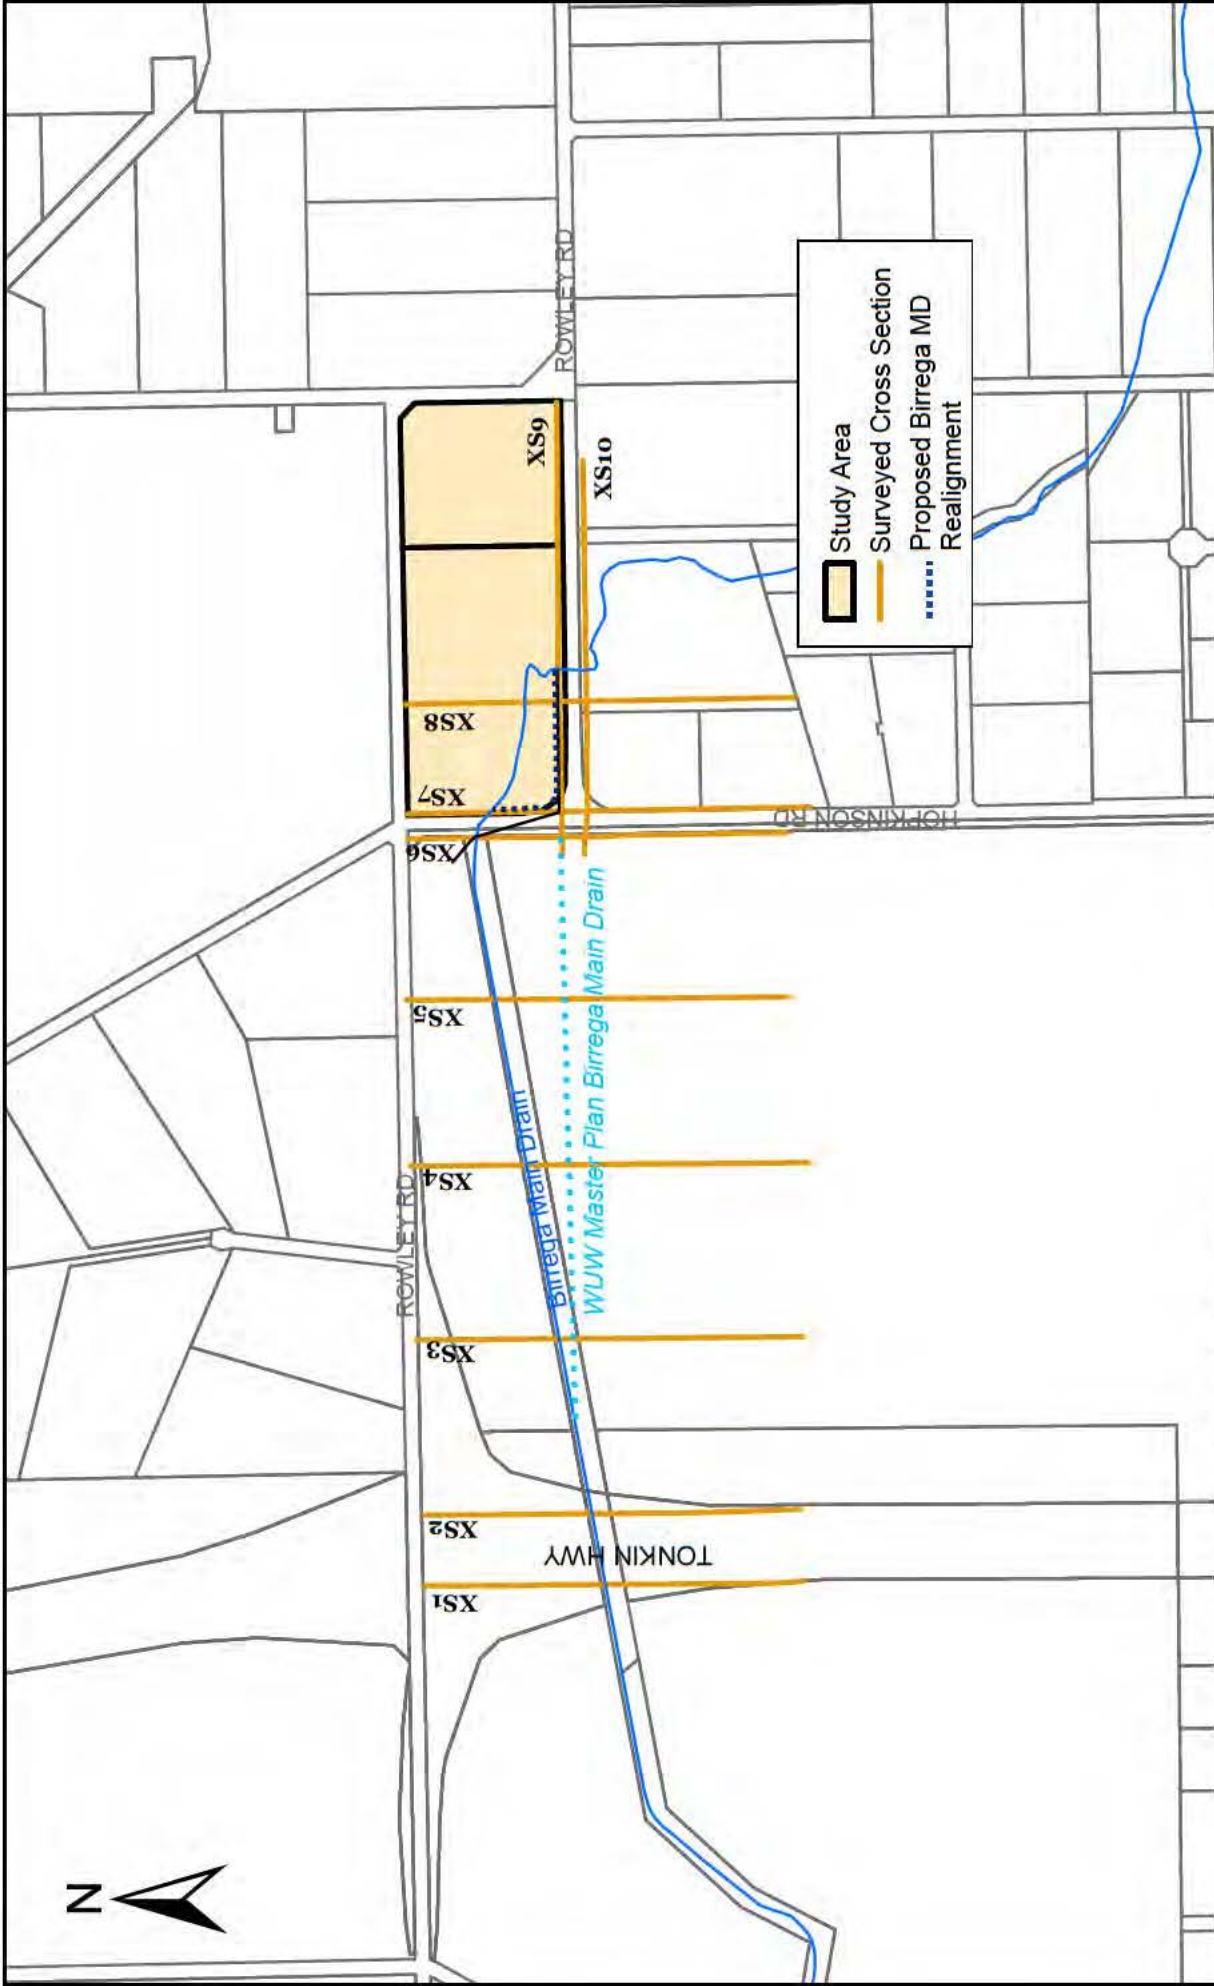 N
ROWLEY RD
ROWLEY RD
XS1
XS2
XS3
XS4
XS5
XS6
XS7
XS8
XS9
XS10
Birrega Main Drain
WUW Master Plan Birrega Main Drain
TONKIN HWY
HOPKINSON RD
Study Area
Surveyed Cross Section
Proposed Birrega MD
Realignment